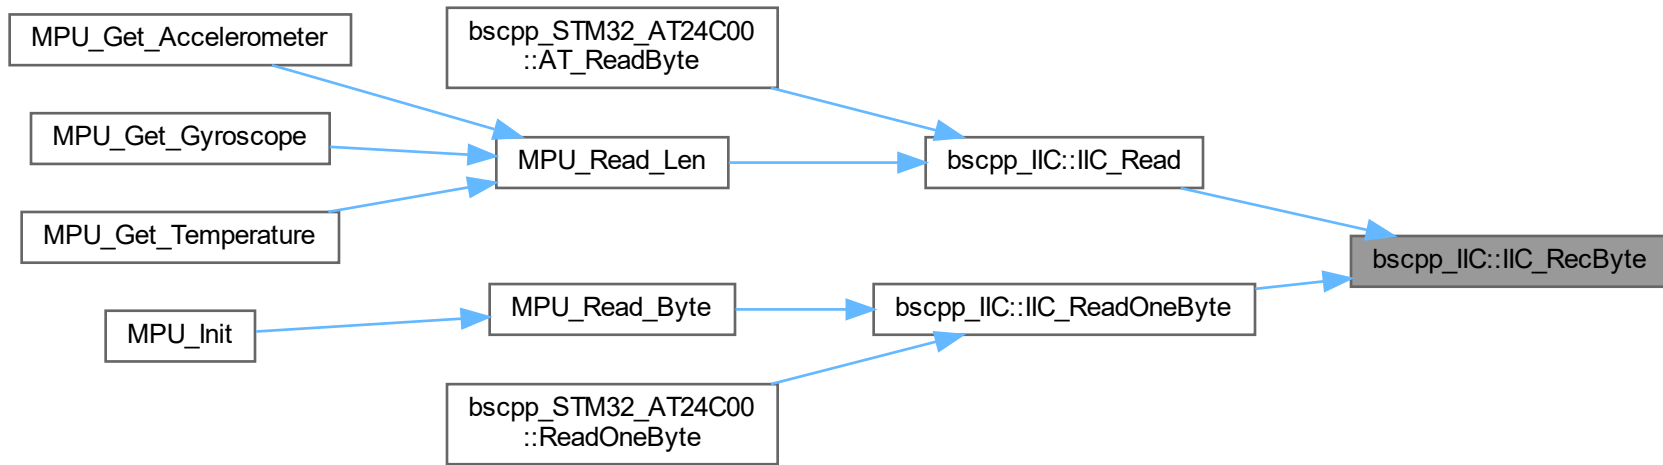 MPU_Get_Accelerometer
MPU_Get_Gyroscope
MPU_Get_Temperature
MPU_Init
bscpp_STM32_AT24C00
::AT_ReadByte
MPU_Read_Len
MPU_Read_Byte
bscpp_STM32_AT24C00
::ReadOneByte
bscpp_IIC::IIC_Read
bscpp_IIC::IIC_ReadOneByte
bscpp_IIC::IIC_RecByte